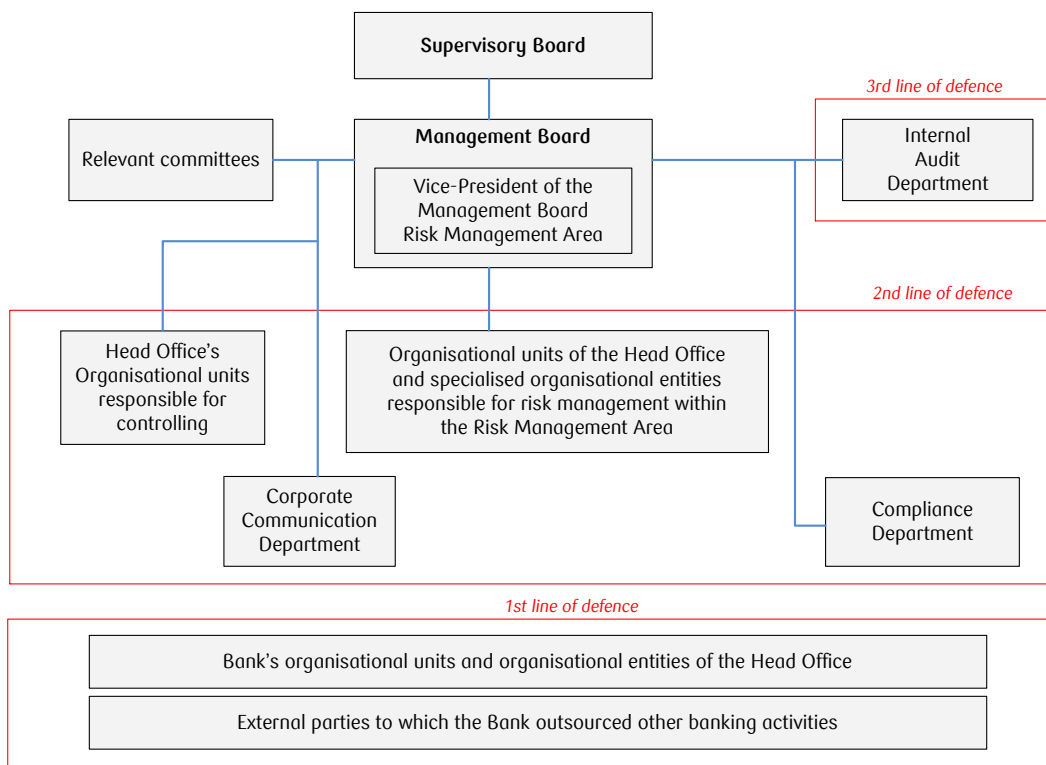 Supervisory Board
3rd line of defence
Relevant committees
Management Board
Vice-President of the
Management Board
Risk Management Area
Internal
Audit
Department
2nd line of defence
Head Office's
Organisational units
responsible for
controlling
Organisational units of the Head Office
and specialised organisational entities
responsible for risk management within
the Risk Management Area
Corporate
Communication
Department
Compliance
Department
1st line of defence
Bank's organisational units and organisational entities of the Head Office
External parties to which the Bank outsourced other banking activities